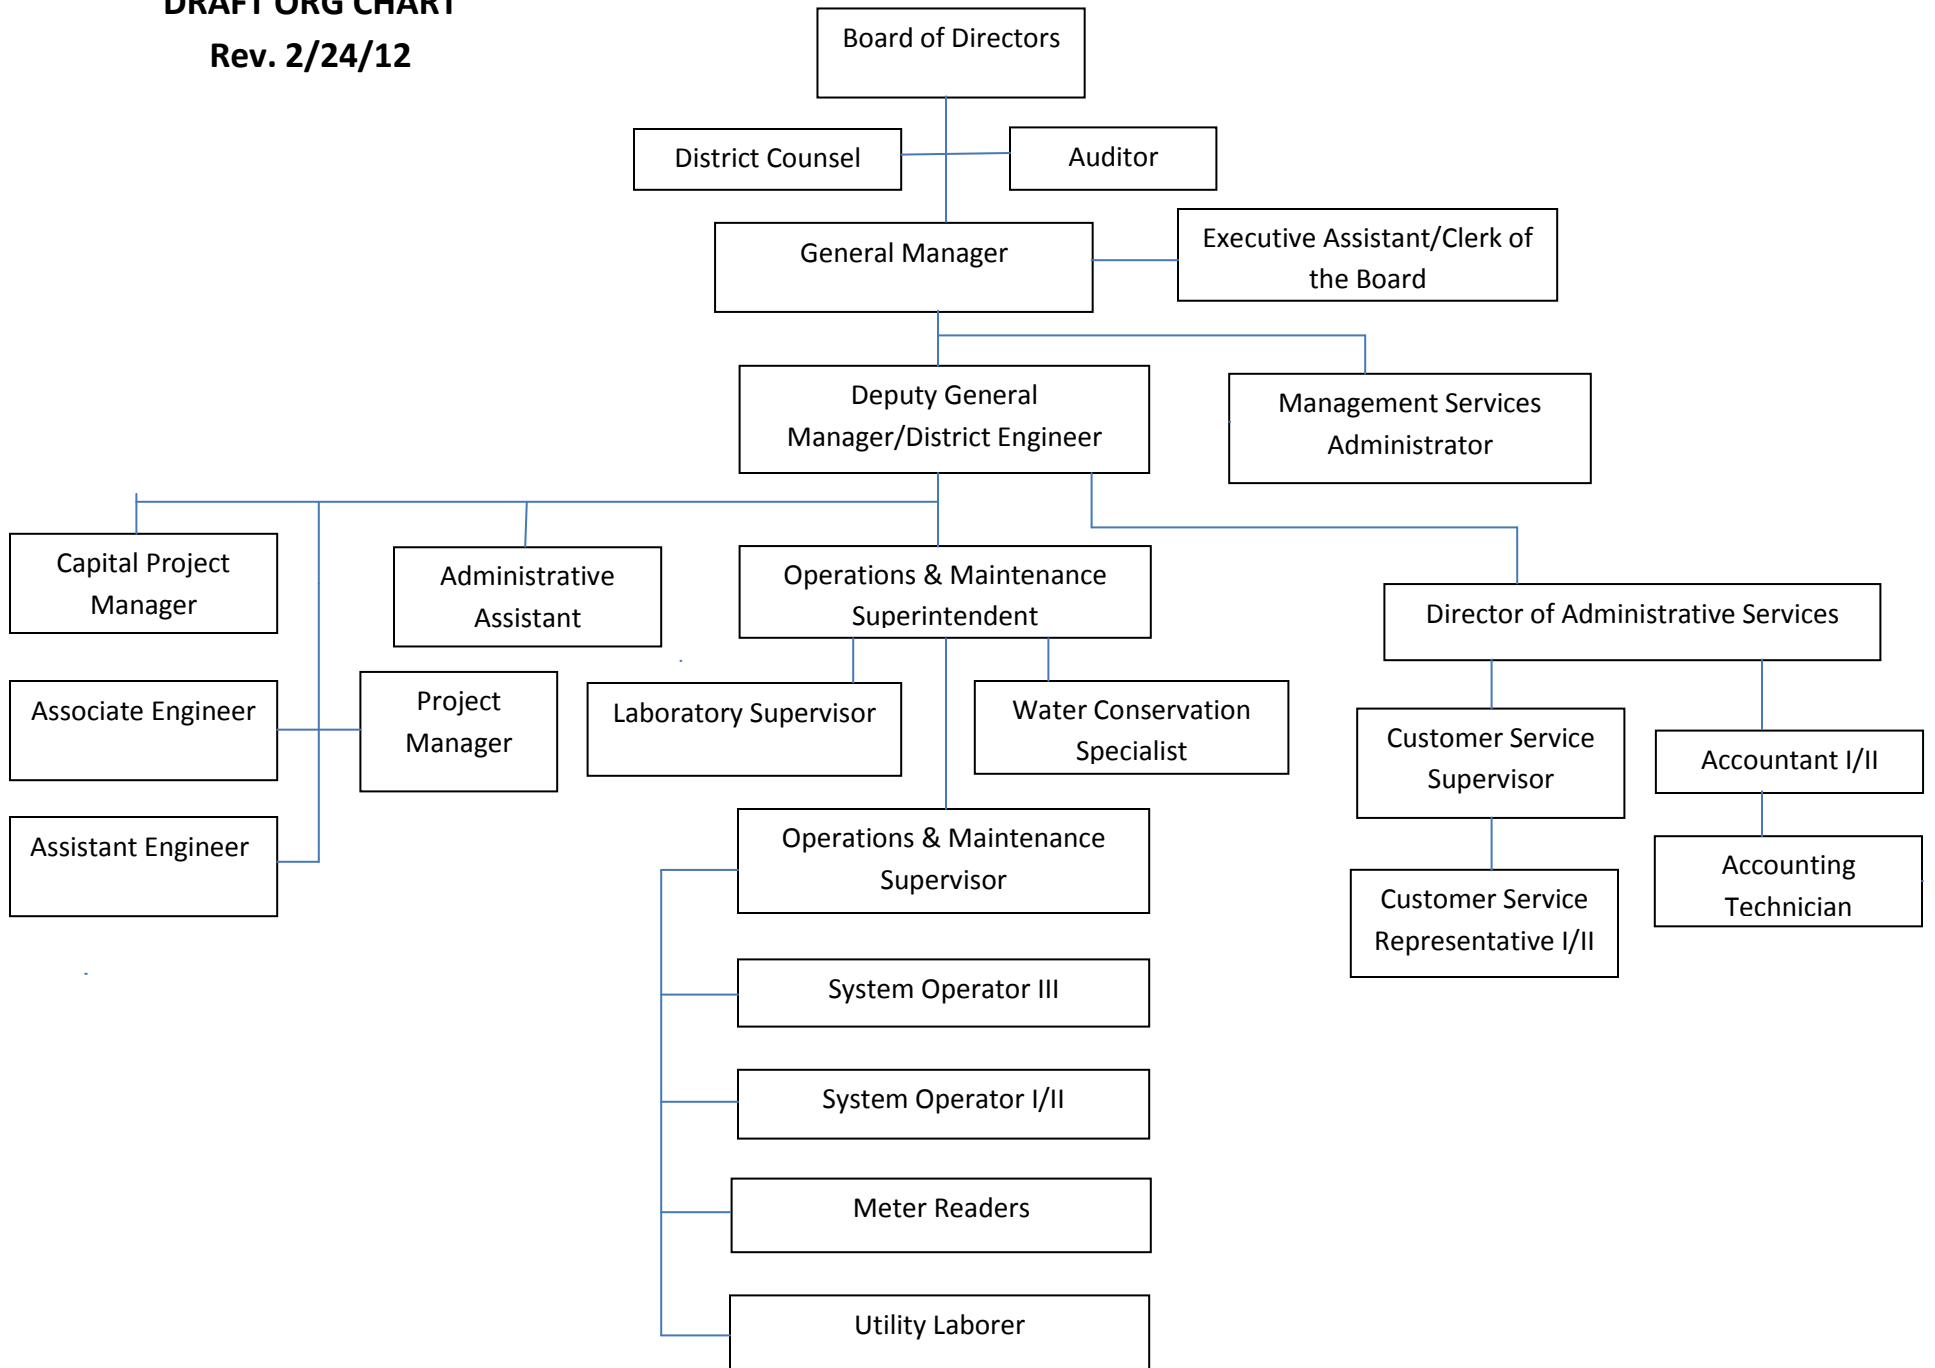 DRAFT ORG CHART
Rev. 2/24/12
Board of Directors
District Counsel
Auditor
General Manager
Executive Assistant/Clerk of
the Board
Deputy General
Manager/District Engineer
Management Services
Administrator
Capital Project
Manager
Administrative
Assistant
Operations & Maintenance
Superintendent
Director of Administrative Services
Associate Engineer
Project
Manager
Laboratory Supervisor
Water Conservation
Specialist
Customer Service
Supervisor
Accountant I/II
Assistant Engineer
Operations & Maintenance
Supervisor
Customer Service
Representative I/II
Accounting
Technician
System Operator III
System Operator I/II
Meter Readers
Utility Laborer